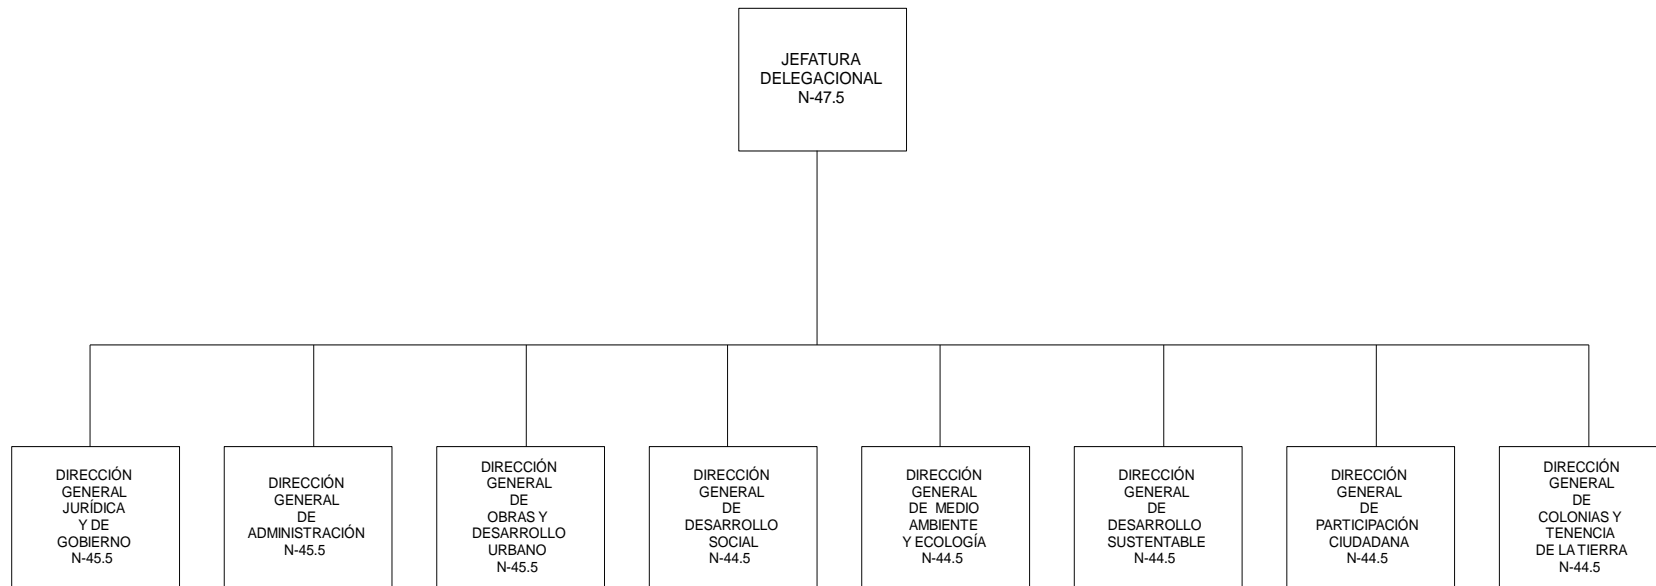 JEFATURA
DELEGACIONAL
N-47.5
DIRECCIÓN
GENERAL
JURÍDICA
Y DE
GOBIERNO
N-45.5
DIRECCIÓN
GENERAL
DE
ADMINISTRACIÓN
N-45.5
DIRECCIÓN
GENERAL
DE
OBRAS Y
DESARROLLO
URBANO
N-45.5
DIRECCIÓN
GENERAL
DE
DESARROLLO
SOCIAL
N-44.5
DIRECCIÓN
GENERAL
DE MEDIO
AMBIENTE
Y ECOLOGÍA
N-44.5
DIRECCIÓN
GENERAL
DE
DESARROLLO
SUSTENTABLE
N-44.5
DIRECCIÓN
GENERAL
DE
PARTICIPACIÓN
CIUDADANA
N-44.5
DIRECCIÓN
GENERAL
DE
COLONIAS Y
TENENCIA
DE LA TIERRA
N-44.5